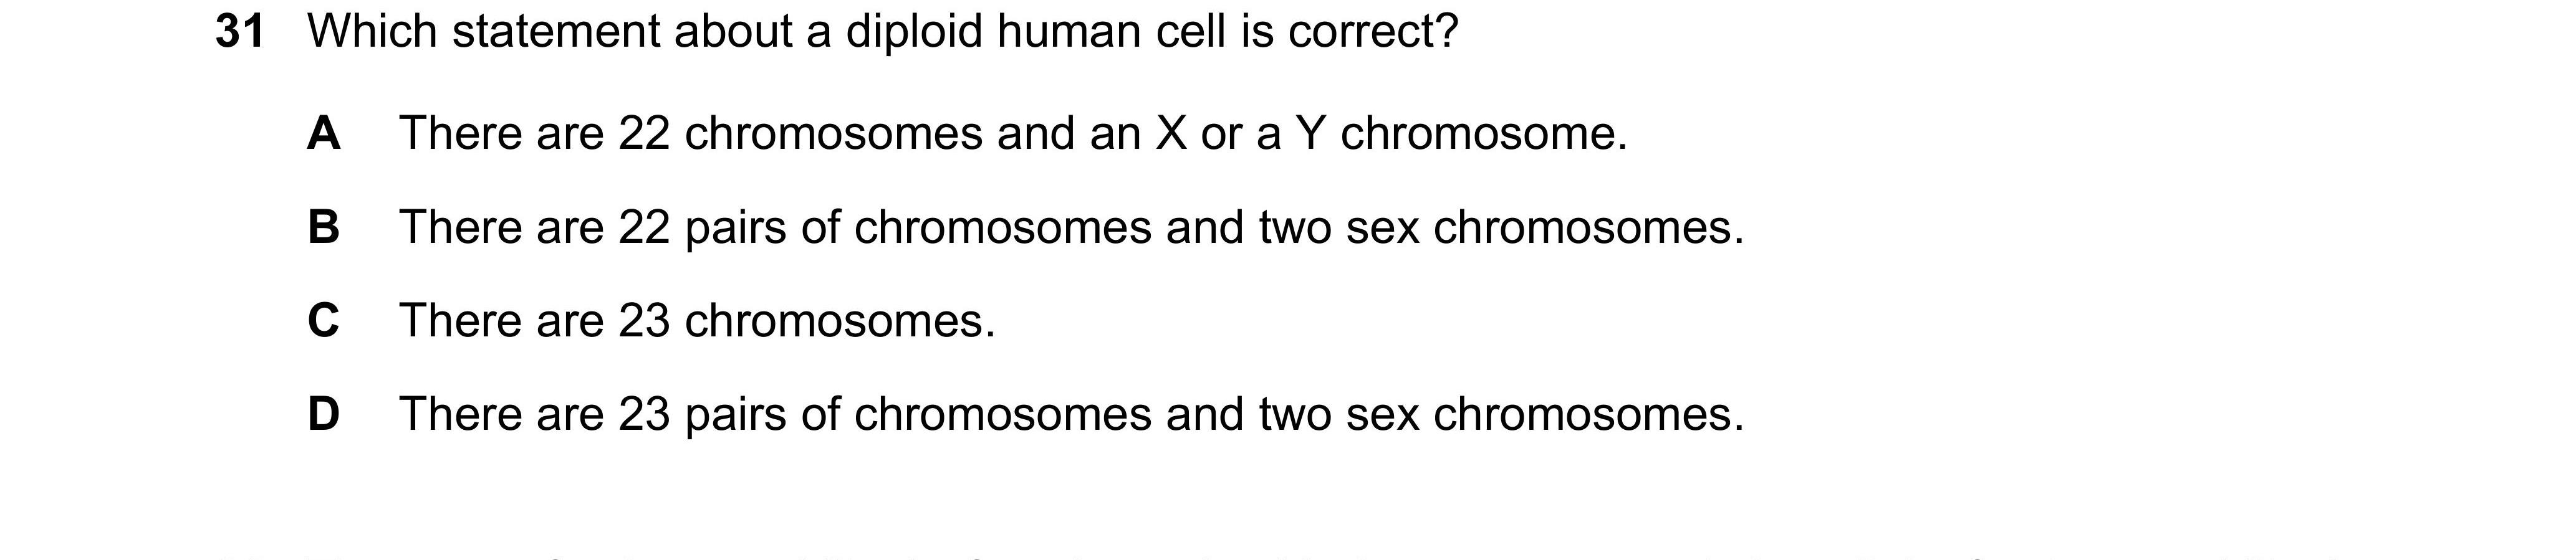 31 Which statement about a diploid human cell is correct?
A There are 22 chromosomes and an X or a Y chromosome.
B There are 22 pairs of chromosomes and two sex chromosomes.
C There are 23 chromosomes.
D There are 23 pairs of chromosomes and two sex chromosomes.